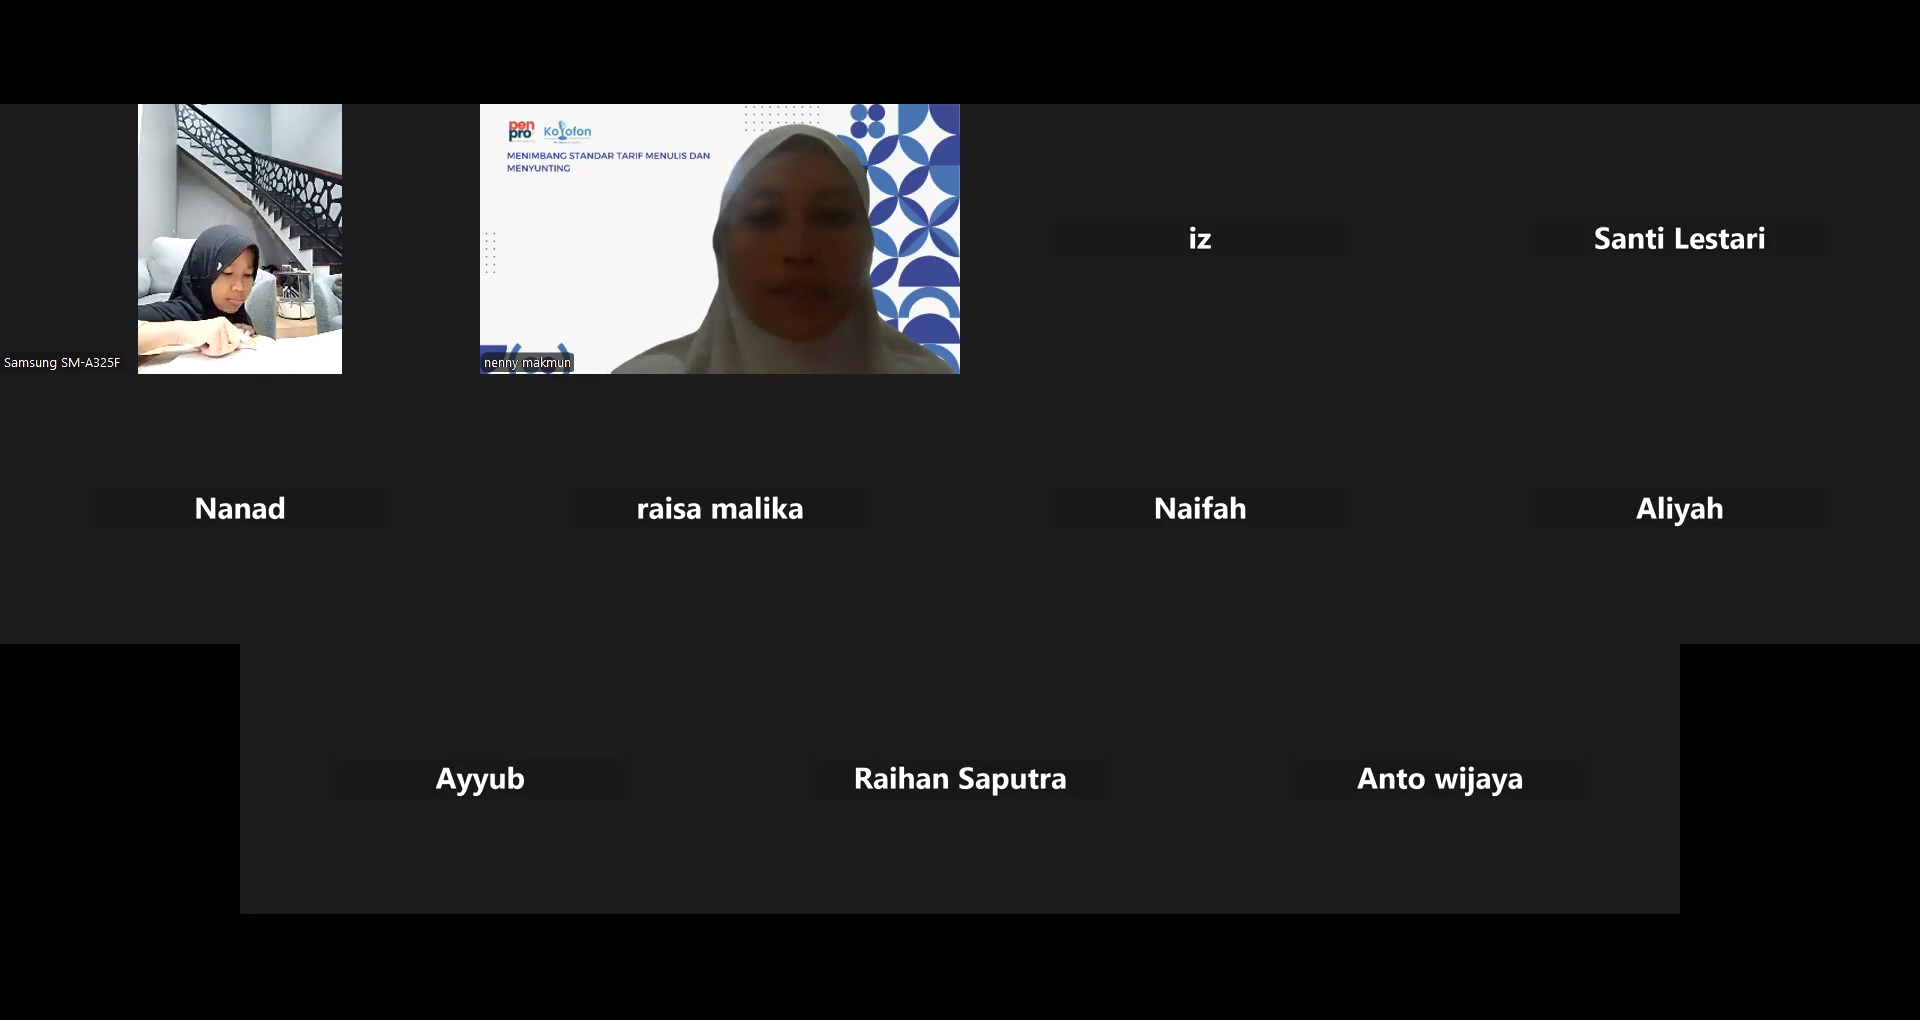 pen
pro
Kolofon
MENIMBANG STANDAR TARIF MENULIS DAN
MENYUNTING
Samsung SM-A325F
nenny makmun
iz
Santi Lestari
Nanad
raisa malika
Naifah
Aliyah
Ayyub
Raihan Saputra
Anto wijaya